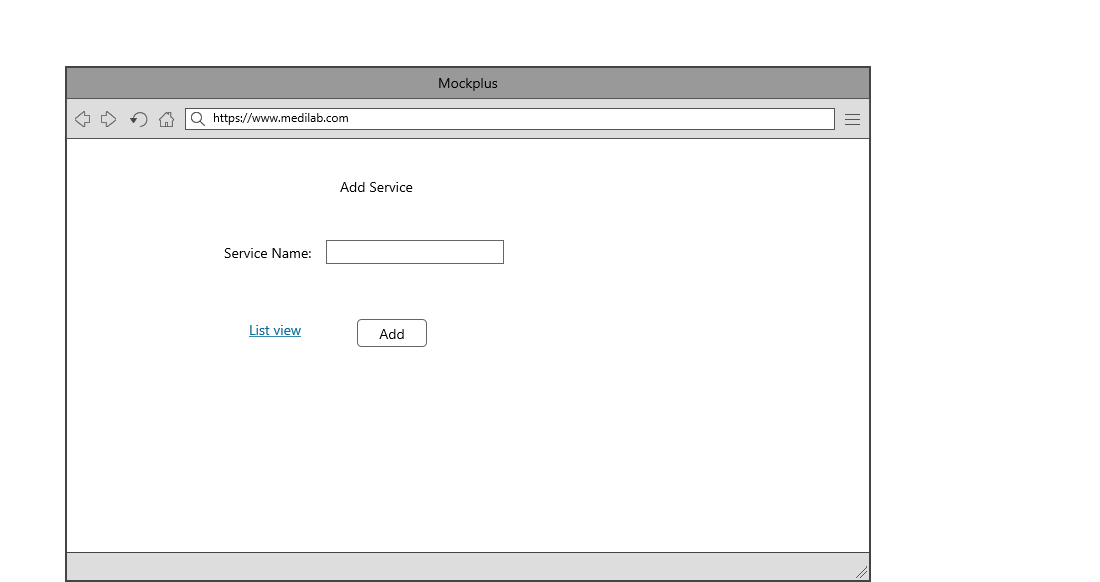 Mockplus
https://www.medilab.com
Add Service
Service Name:
List view
Add